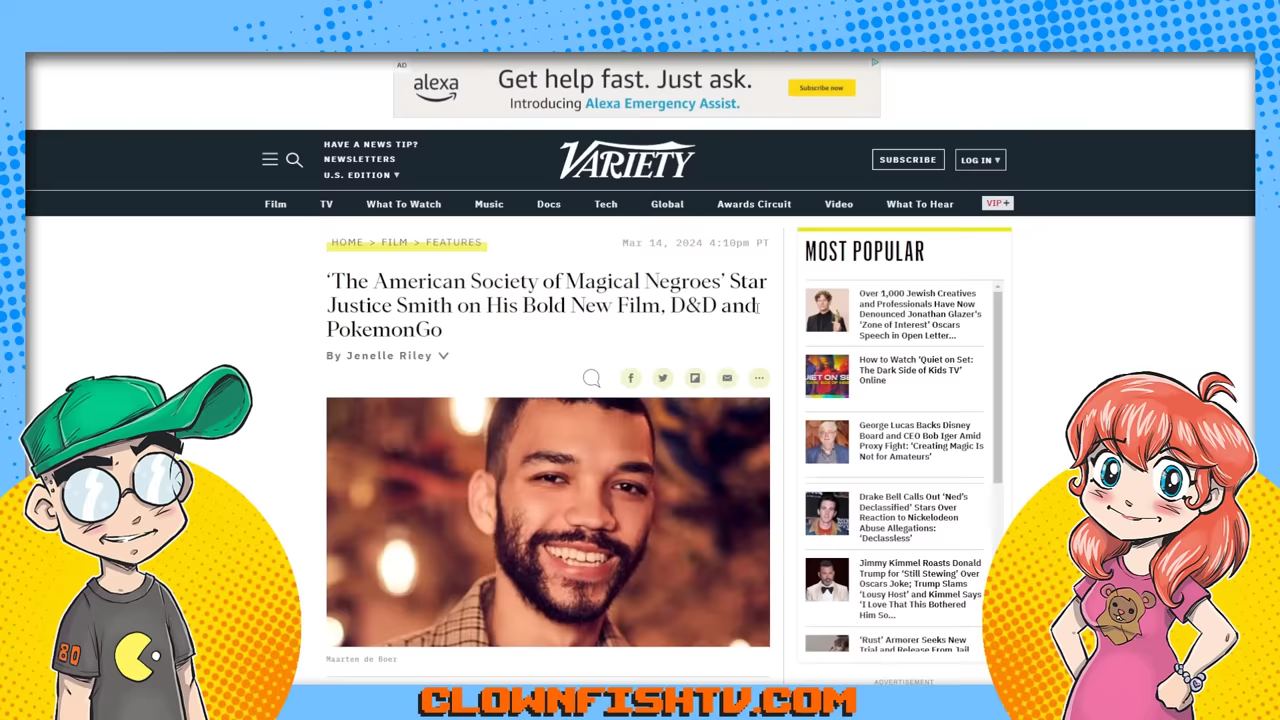 AD
alexa
Get help fast. Just ask.
Introducing Alexa Emergency Assist.
Subscribe now
HAVE A NEWS TIP?
NEWSLETTERS
U.S. EDITION
VARIETY
SUBSCRIBE
LOG IN
Film TV What To Watch Music Docs Tech Global Awards Circuit Video What To Hear VIP+
HOME > FILM > FEATURES
Mar 14, 2024 4:10pm PT
‘The American Society of Magical Negroes’ Star
Justice Smith on His Bold New Film, D&D and
PokemonGo
By Jenelle Riley
Maarten de Boer
MOST POPULAR
Over 1,000 Jewish Creatives
and Professionals Have Now
Denounced Jonathan Glazer's
‘Zone of Interest’ Oscars
Speech in Open Letter...
How to Watch ‘Quiet on Set:
The Dark Side of Kids TV’
Online
George Lucas Backs Disney
Board and CEO Bob Iger Amid
Proxy Fight: ‘Creating Magic Is
Not for Amateurs’
Drake Bell Calls Out ‘Ned’s
Declassified’ Stars Over
Reaction to Nickelodeon
Abuse Allegations:
‘Declassless’
Jimmy Kimmel Roasts Donald
Trump for ‘Still Stewing’ Over
Oscars Joke; Trump Slams
‘Lousy Host’ and Kimmel Says
‘I Love That This Bothered
Him So...
‘Rust’ Armorer Seeks New
Trial and Release From Jail
ADVERTISEMENT
80
CLOWNFISHTV.COM